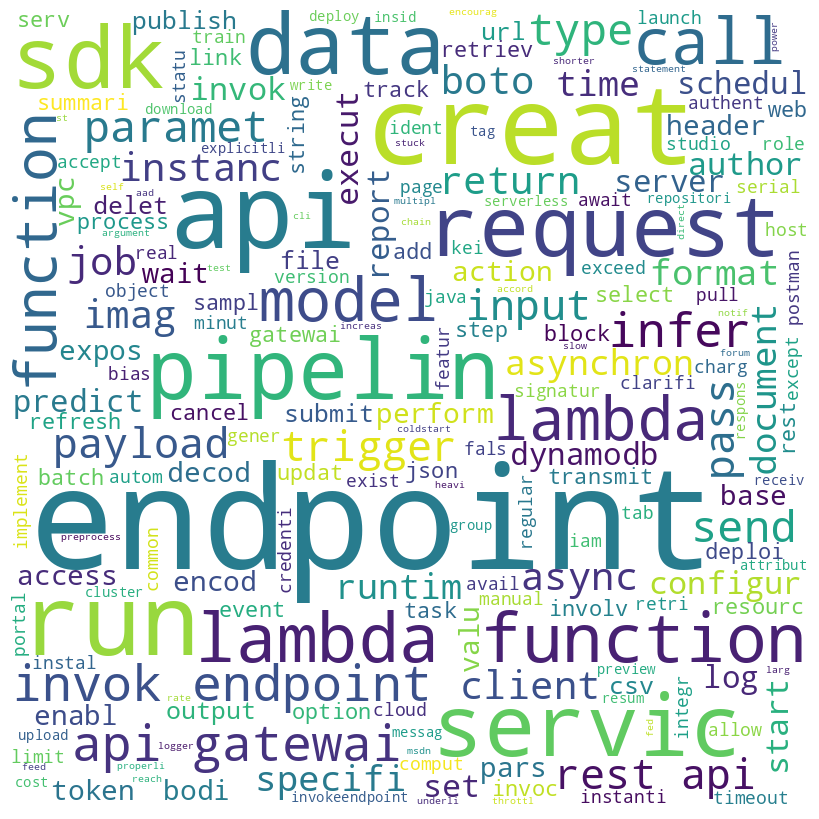 serv publish deploy insid encourag
sdk data type call
train url retriev launch power
link shorter
statu invok write boto time statement schedul
summari download track authent web
st paramet string execut creat ident tag header
explicitli stuck studio role
function accept instanc return author
vpc self page serverless await server repositori serial
delet aad api report multipl request direct
process cli chain host
argument test add kei
job real wait file version action exceed format postman
object sampl model java input select pull
imag minut accord notif
gatewai increas featur step block infer
expos pipelin slow forum
bias asynchron charg except
predict cancel submit perform signatur clarifi document rest
refresh coldstart lambda pass respons
payload gener trigger fals dynamodb
batch autom decod updat exist json transmit receiv
implement endpoint heavi regular tab base
preprocess common credenti group iam send
access encod runtim avail async deploi attribut
cluster manual configur
portal run event task involv retri resourc
lambda valu function
instal preview larg
invok endpoint client csv integr log allow start
enabl rate output option cloud resum fed
upload api gatewai messag servic
limit logger msdn comput
feed properli reach specifi set pars rest api
cost token bodi invoc instanti timeout
invokeendpoint underli throttl